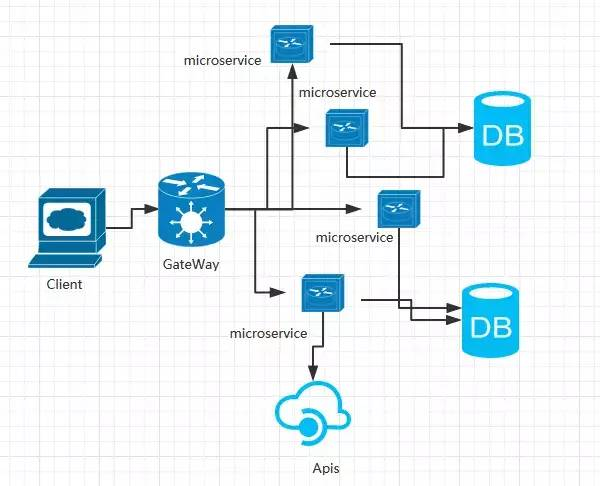 microservice
microservice
DB
microservice
GateWay
Client
DB
microservice
Apis